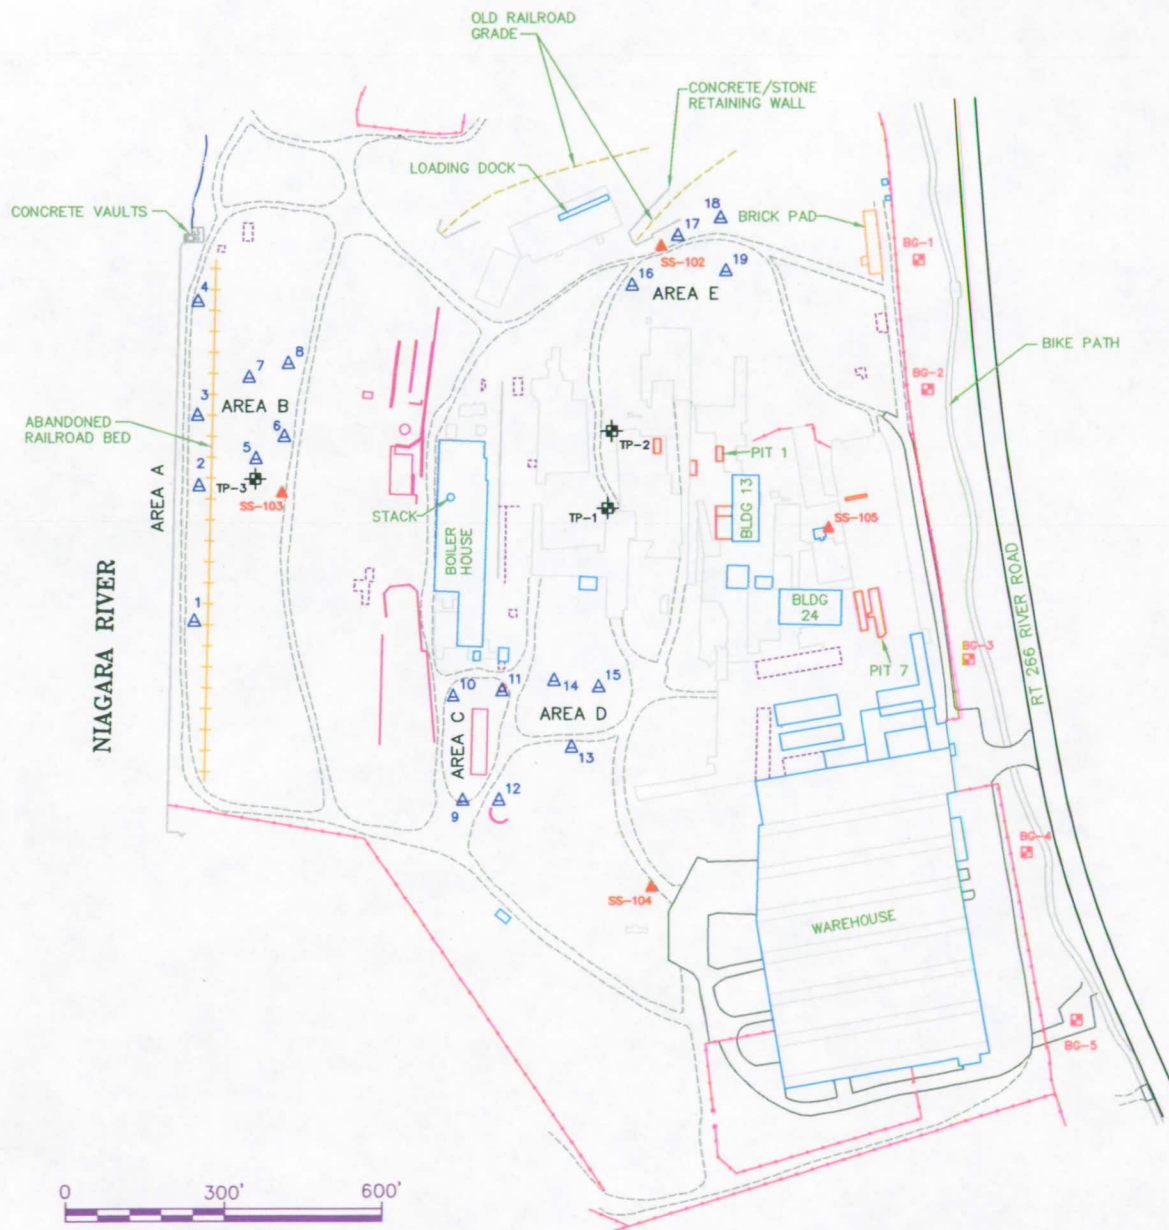 OLD RAILROAD
GRADE
CONCRETE/STONE
RETAINING WALL
LOADING DOCK
CONCRETE VAULTS
BRICK PAD
18
17
BG-1
SS-102
19
16
AREA E
4
BIKE PATH
8
7
BG-2
3
AREA B
ABANDONED
RAILROAD BED
6
5
TP-2
PIT 1
2
TP-3
SS-103
AREA A
STACK
TP-1
BLDG 13
SS-105
BOILER
HOUSE
NIAGARA RIVER
RT 266 RIVER ROAD
BLDG
24
1
PIT 7
BG-3
10
11
14
15
AREA C
AREA D
13
12
9
BG-4
SS-104
WAREHOUSE
BG-5
0
300'
600'